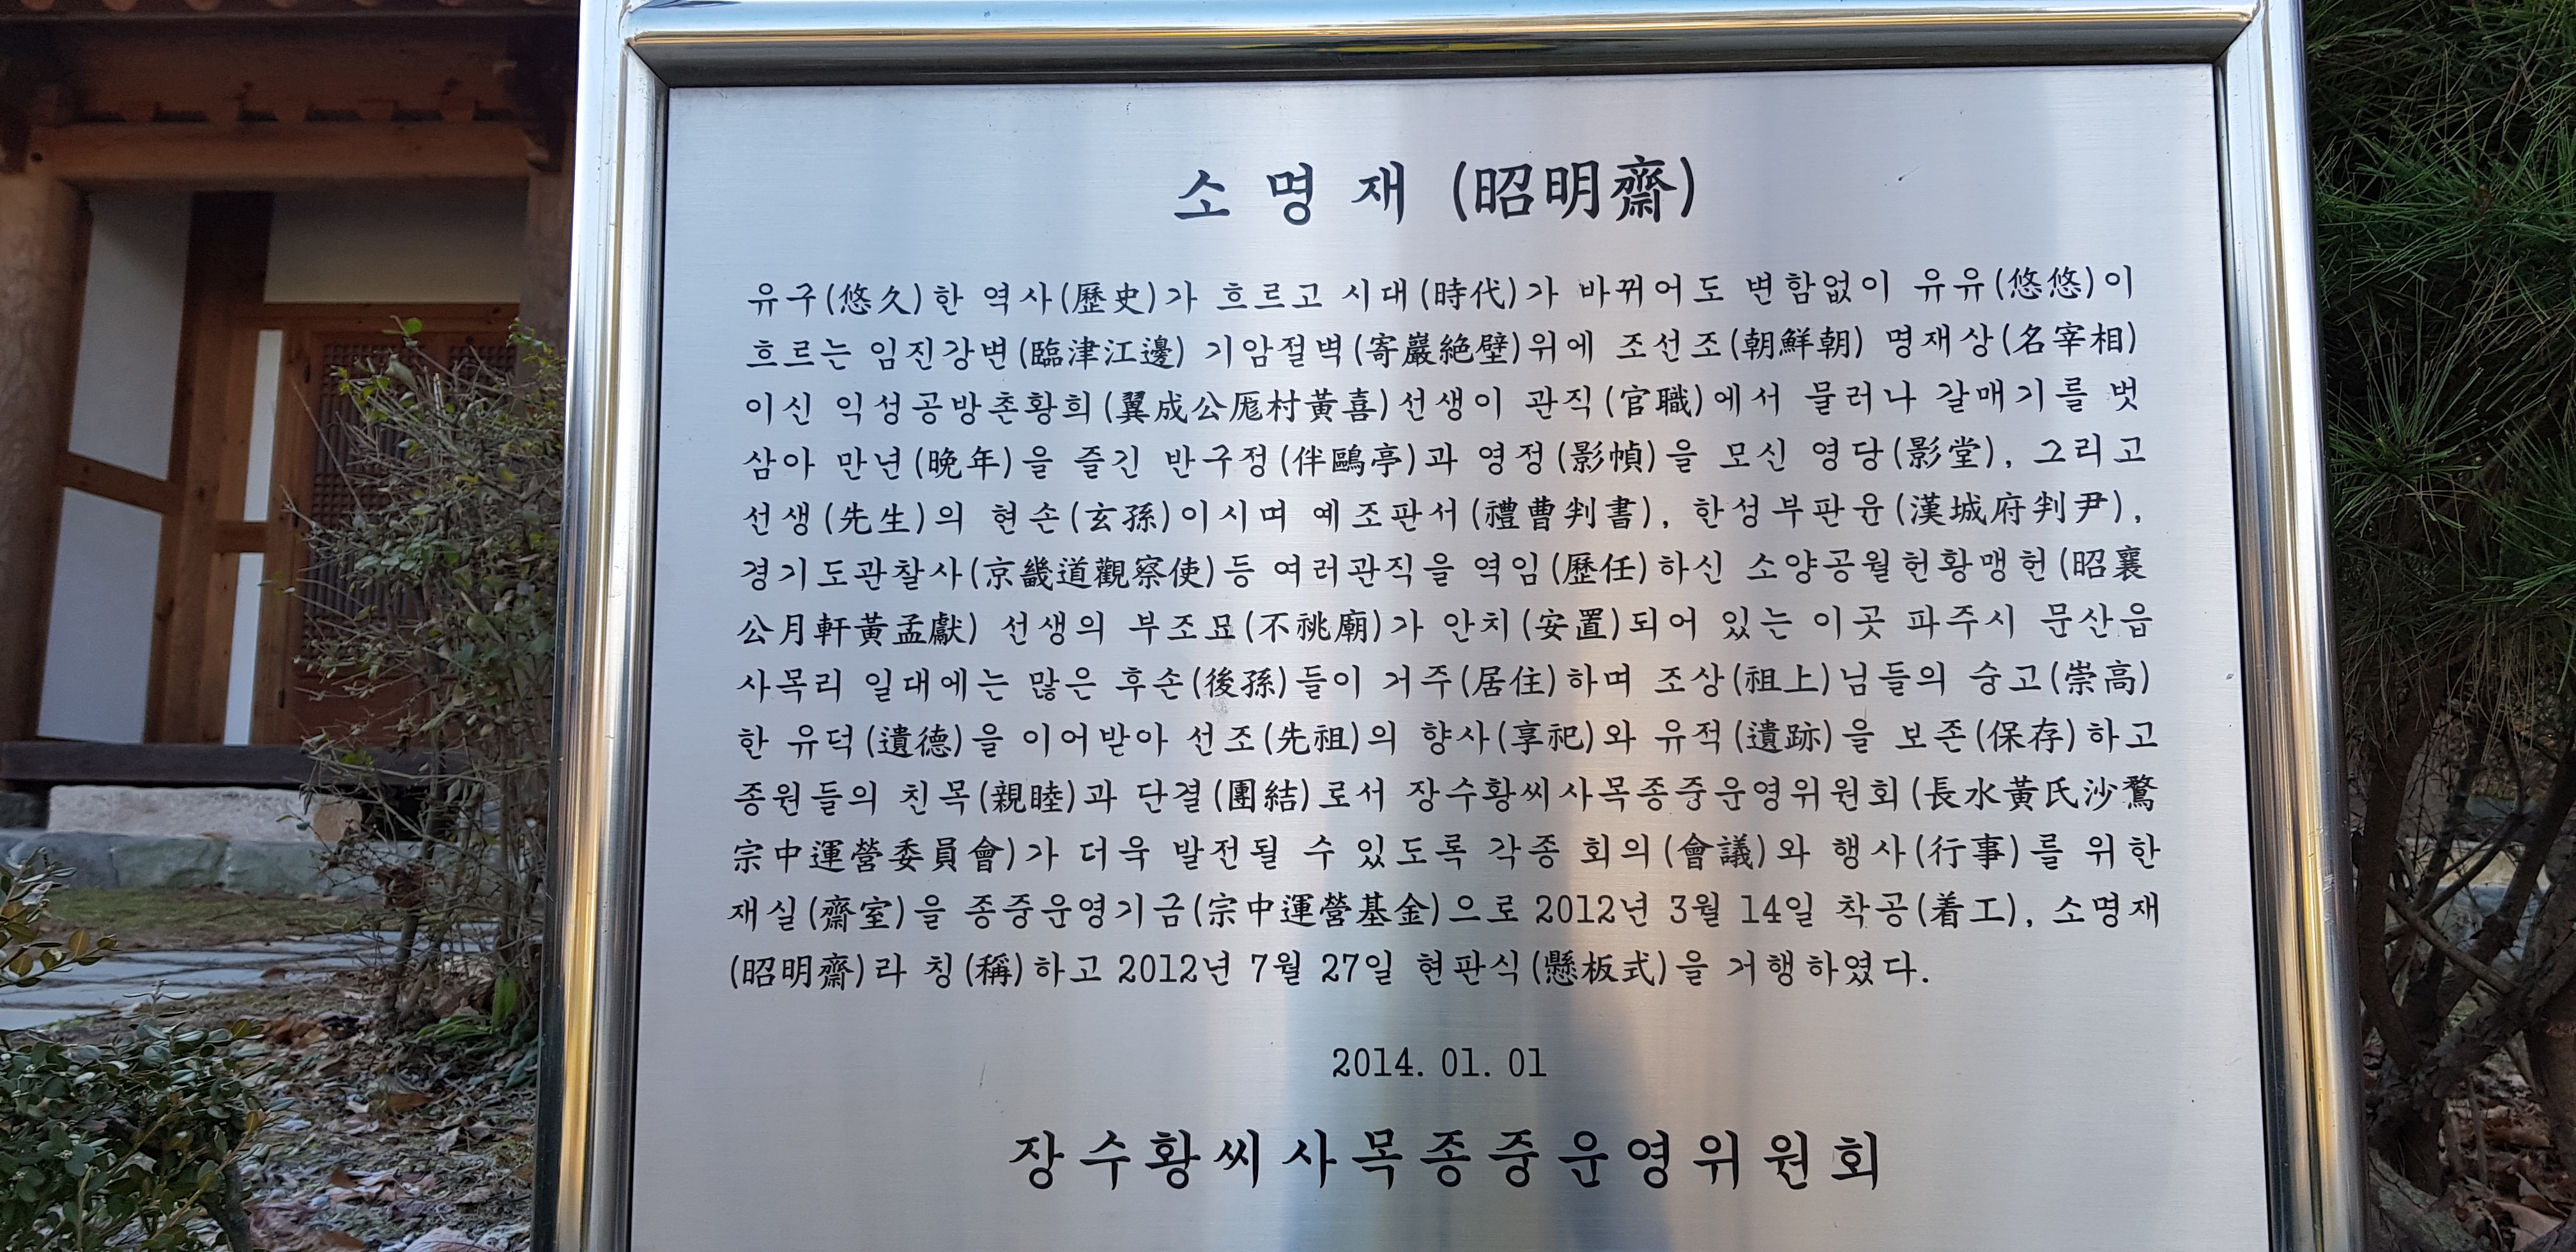 소 명 재 (昭明齋)
유구(悠久)한 역사(歷史)가 흐르고 시대(時代)가 바뀌어도 변함없이 유유(悠悠)이
흐르는 임진강변(臨津江邊) 기암절벽(寄巖絶壁)위에 조선조(朝鮮朝) 명재상(名宰相)
이신 익성공방촌황희(翼成公厖村黃喜)선생이 관직(官職)에서 물러나 갈매기를 벗
삼아 만년(晩年)을 즐긴 반구정(伴鷗亭)과 영정(影幀)을 모신 영당(影堂), 그리고
선생(先生)의 현손(玄孫)이시며 예조판서(禮曹判書), 한성부판윤(漢城府判尹),
경기도관찰사(京畿道觀察使)등 여러관직을 역임(歷任)하신 소양공월헌황맹헌(昭襄
公月軒黃孟獻) 선생의 부조묘(不祧廟)가 안치(安置)되어 있는 이곳 파주시 문산읍
사목리 일대에는 많은 후손(後孫)들이 거주(居住)하며 조상(祖上)님들의 숭고(崇高)
한 유덕(遺德)을 이어받아 선조(先祖)의 향사(享祀)와 유적(遺跡)을 보존(保存)하고
종원들의 친목(親睦)과 단결(團結)로서 장수황씨사목종중운영위원회(長水黃氏沙鶩
宗中運營委員會)가 더욱 발전될 수 있도록 각종 회의(會議)와 행사(行事)를 위한
재실(齋室)을 종중운영기금(宗中運營基金)으로 2012년 3월 14일 착공(着工), 소명재
(昭明齋)라 칭(稱)하고 2012년 7월 27일 현판식(懸板式)을 거행하였다.
2014. 01. 01
장수황씨사목종중운영위원회